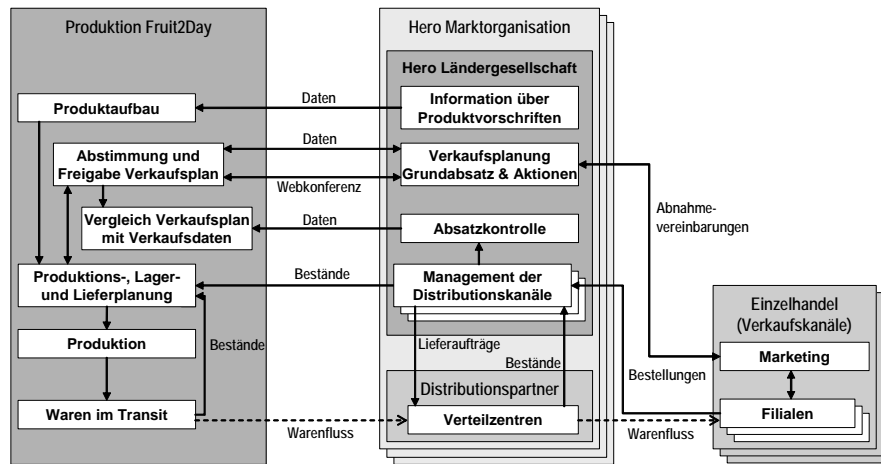 Produktion Fruit2Day
Hero Marktorganisation
Hero Ländergesellschaft
Produktaufbau
Daten
Information über
Produktvorschriften
Abstimmung und
Freigabe Verkaufsplan
Daten
Webkonferenz
Verkaufsplanung
Grundabsatz & Aktionen
Abnahme-
vereinbarungen
Vergleich Verkaufsplan
mit Verkaufsdaten
Daten
Absatzkontrolle
Produktions-, Lager-
und Lieferplanung
Bestände
Management der
Distributionskanäle
Einzelhandel
(Verkaufskanäle)
Produktion
Bestände
Lieferaufträge
Bestände
Marketing
Bestellungen
Distributionspartner
Waren im Transit
Warenfluss
Verteilzentren
Warenfluss
Filialen